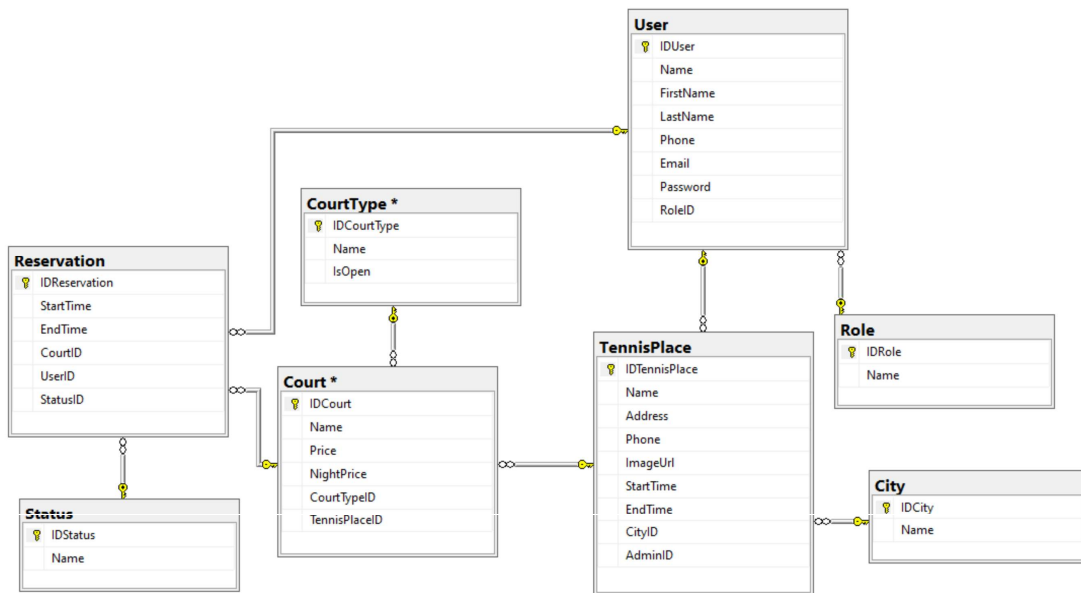 User
IDUser
Name
FirstName
LastName
Phone
Email
Password
RoleID
CourtType *
IDCourtType
Name
IsOpen
Reservation
IDReservation
StartTime
EndTime
CourtID
UserID
StatusID
Role
IDRole
Name
TennisPlace
IDTennisPlace
Name
Address
Phone
ImageUrl
StartTime
EndTime
CityID
AdminID
Court *
IDCourt
Name
Price
NightPrice
CourtTypeID
TennisPlaceID
City
IDCity
Name
Status
IDStatus
Name